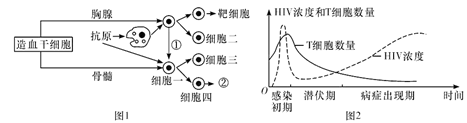 胸腺
靶细胞
抗原
细胞二
造血干细胞
①
细胞三
骨髓
细胞一
②
细胞四
图1
HIV浓度和T细胞数量
T细胞数量
HIV浓度
O
感染
初期
潜伏期
病症出现期
时间
图2